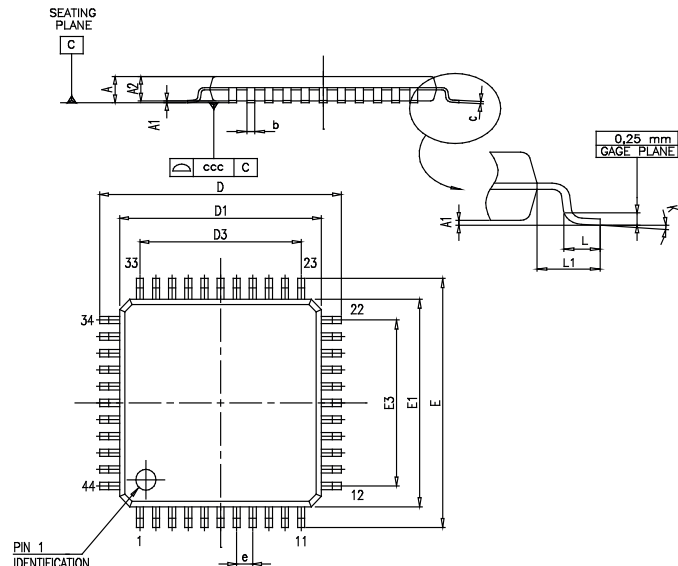 SEATING
PLANE
C
A
A2
A1
b
c
ccc C
0,25 mm
GAGE PLANE
K
A1
L
L1
D
D1
D3
33
23
34
22
E3
E1
E
44
12
PIN 1
IDENTIFICATION
1
e
11